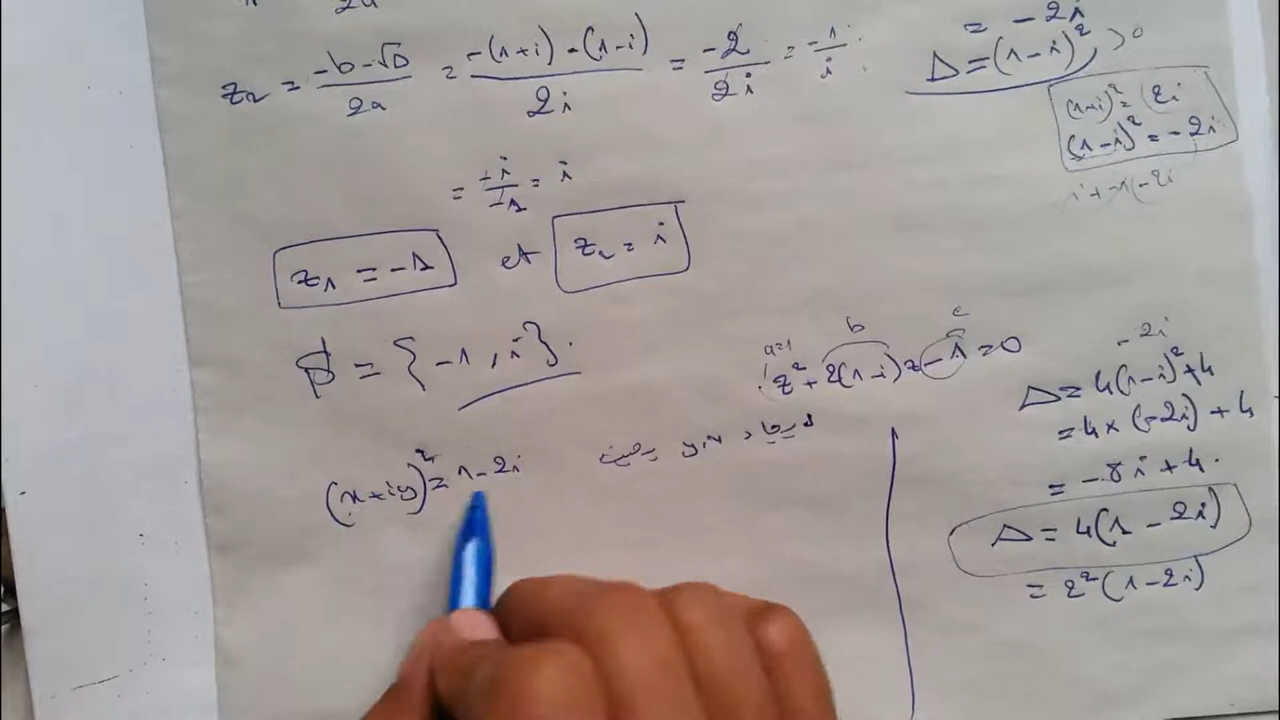 2a
z₂ = (-b-√Δ)/2a = (-(1+i) - (1-i))/2i = -2/2i = -1/i
= -i/-1 = i
z₁ = -1 et z₂ = i
S = {-1, i}.
= -2i
Δ = (1-i)² > 0
(1+i)² = 2i
(1-i)² = -2i
a=1 b c
z² + 2(1-i)z - 1 = 0
(x+iy)² = 1-2i
-2i
Δ = 4(1-i)² + 4
= 4×(-2i) + 4
= -8i + 4.
Δ = 4(1-2i)
= 2²(1-2i)